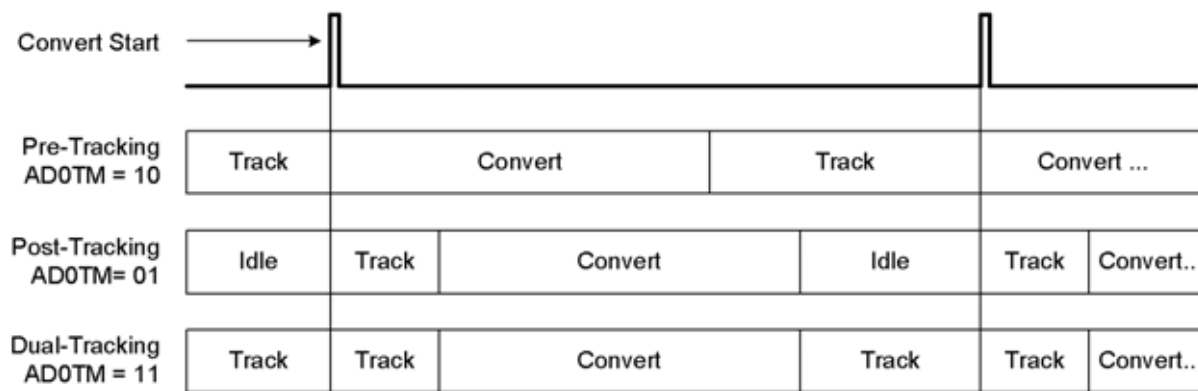 Convert Start
Pre-Tracking
AD0TM = 10
Track Convert Track Convert ...
Post-Tracking
AD0TM= 01
Idle Track Convert Idle Track Convert..
Dual-Tracking
AD0TM = 11
Track Track Convert Track Track Convert..